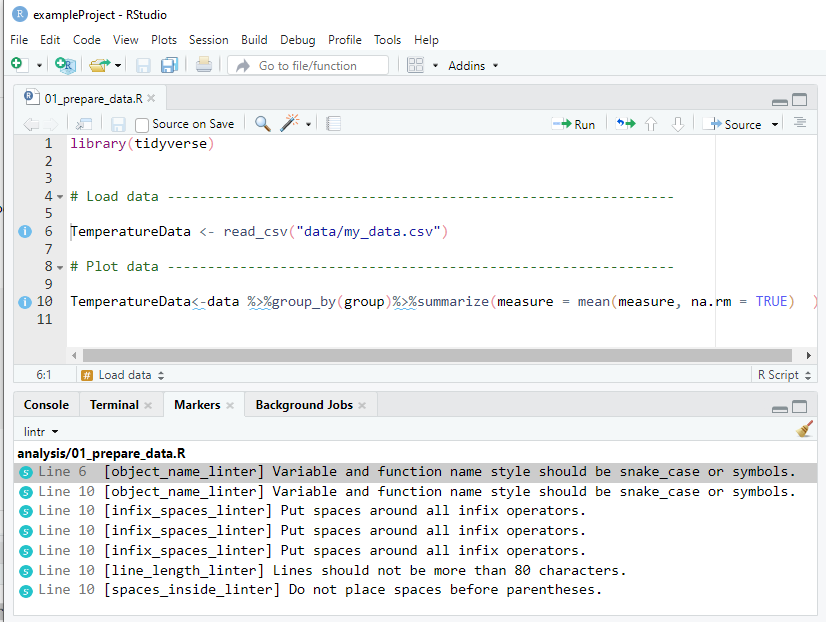 R exampleProject - RStudio
File Edit Code View Plots Session Build Debug Profile Tools Help
Go to file/function Addins
01_prepare_data.R
Source on Save Run Source
1 library(tidyverse)
2
3
4 # Load data ---------------------------------------------------------------
5
6 TemperatureData <- read_csv("data/my_data.csv")
7
8 # Plot data ---------------------------------------------------------------
9
10 TemperatureData<-data %>%group_by(group)%>%summarize(measure = mean(measure, na.rm = TRUE)  )
11
6:1 # Load data R Script
Console Terminal Markers Background Jobs
lintr
analysis/01_prepare_data.R
Line 6 [object_name_linter] Variable and function name style should be snake_case or symbols.
Line 10 [object_name_linter] Variable and function name style should be snake_case or symbols.
Line 10 [infix_spaces_linter] Put spaces around all infix operators.
Line 10 [infix_spaces_linter] Put spaces around all infix operators.
Line 10 [infix_spaces_linter] Put spaces around all infix operators.
Line 10 [line_length_linter] Lines should not be more than 80 characters.
Line 10 [spaces_inside_linter] Do not place spaces before parentheses.